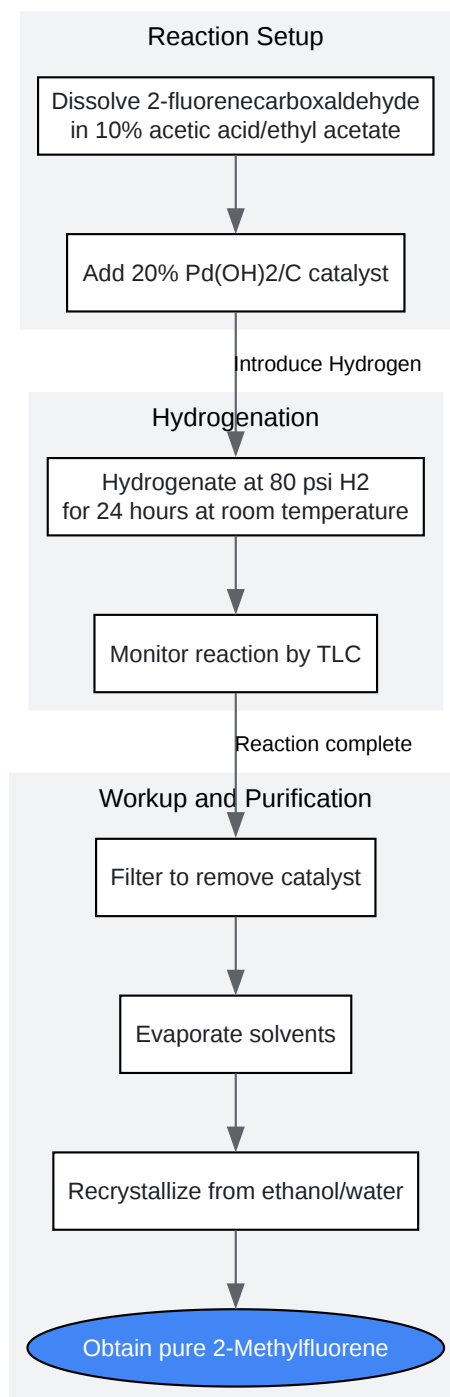 Reaction Setup
Dissolve 2-fluorenecarboxaldehyde
in 10% acetic acid/ethyl acetate
Add 20% Pd(OH)2/C catalyst
Introduce Hydrogen
Hydrogenation
Hydrogenate at 80 psi H2
for 24 hours at room temperature
Monitor reaction by TLC
Reaction complete
Workup and Purification
Filter to remove catalyst
Evaporate solvents
Recrystallize from ethanol/water
Obtain pure 2-Methylfluorene